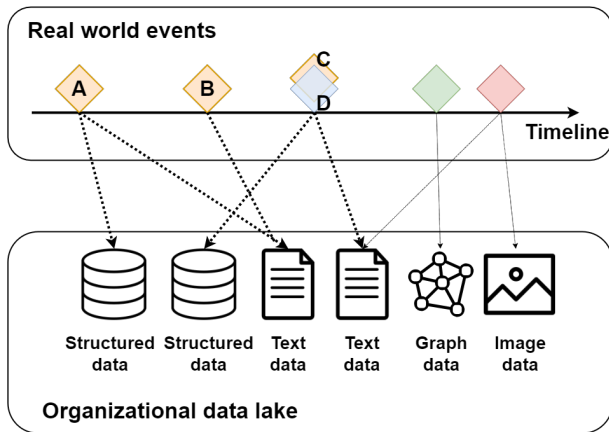 Real world events
C
A
B
D
Timeline
Structured data
Structured data
Text data
Text data
Graph data
Image data
Organizational data lake